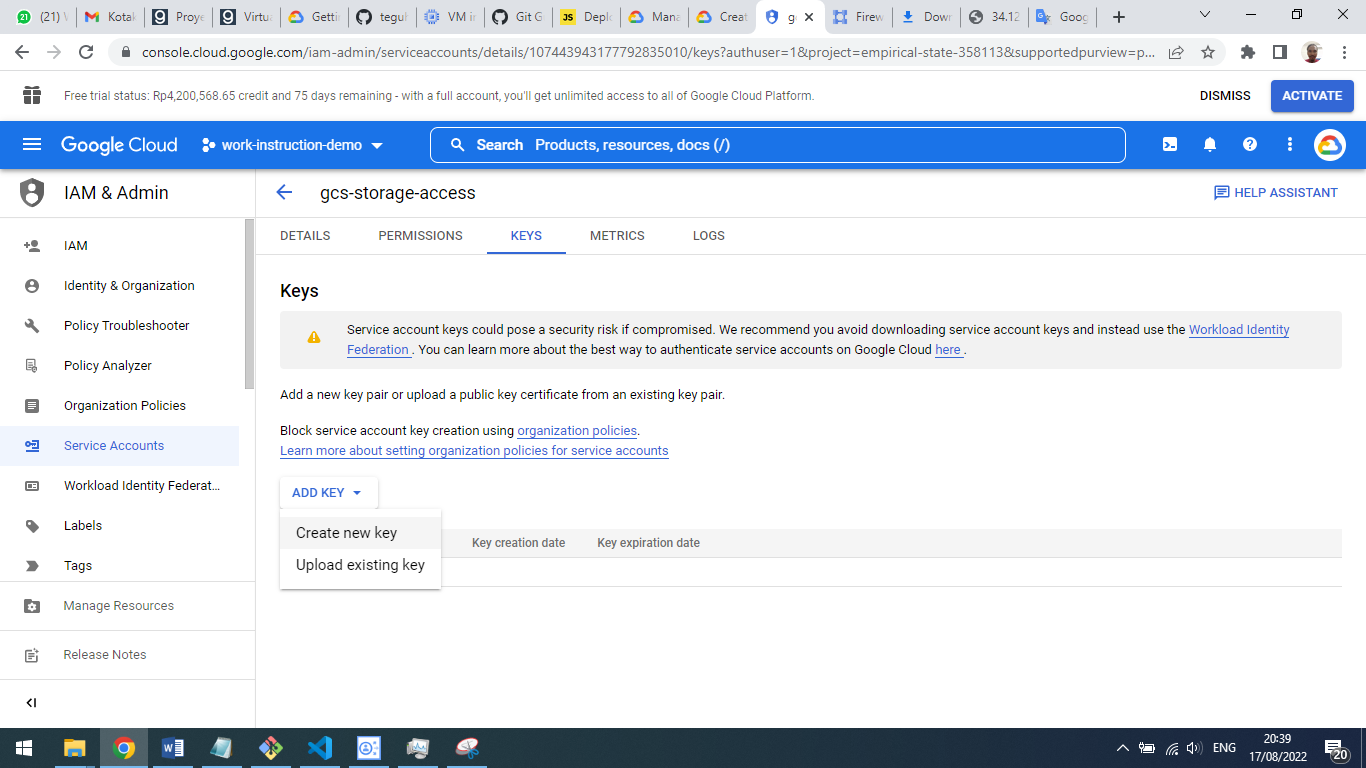 (21) V
Kotak
Proye
Virtua
Getti
teguh
VM in
Git G
JS Deplo
Mana
Creat
g
Firew
Down
34.12
Goog
console.cloud.google.com/iam-admin/serviceaccounts/details/107443943177792835010/keys?authuser=1&project=empirical-state-358113&supportedpurview=p...
Free trial status: Rp4,200,568.65 credit and 75 days remaining - with a full account, you'll get unlimited access to all of Google Cloud Platform.
DISMISS
ACTIVATE
Google Cloud
work-instruction-demo
Search Products, resources, docs (/)
IAM & Admin
gcs-storage-access
HELP ASSISTANT
IAM
Identity & Organization
Policy Troubleshooter
Policy Analyzer
Organization Policies
Service Accounts
Workload Identity Federat...
Labels
Tags
Manage Resources
Release Notes
DETAILS
PERMISSIONS
KEYS
METRICS
LOGS
Keys
Service account keys could pose a security risk if compromised. We recommend you avoid downloading service account keys and instead use the Workload Identity
Federation . You can learn more about the best way to authenticate service accounts on Google Cloud here .
Add a new key pair or upload a public key certificate from an existing key pair.
Block service account key creation using organization policies.
Learn more about setting organization policies for service accounts
ADD KEY
Create new key
Upload existing key
Key creation date
Key expiration date
ENG
20:39
17/08/2022
20